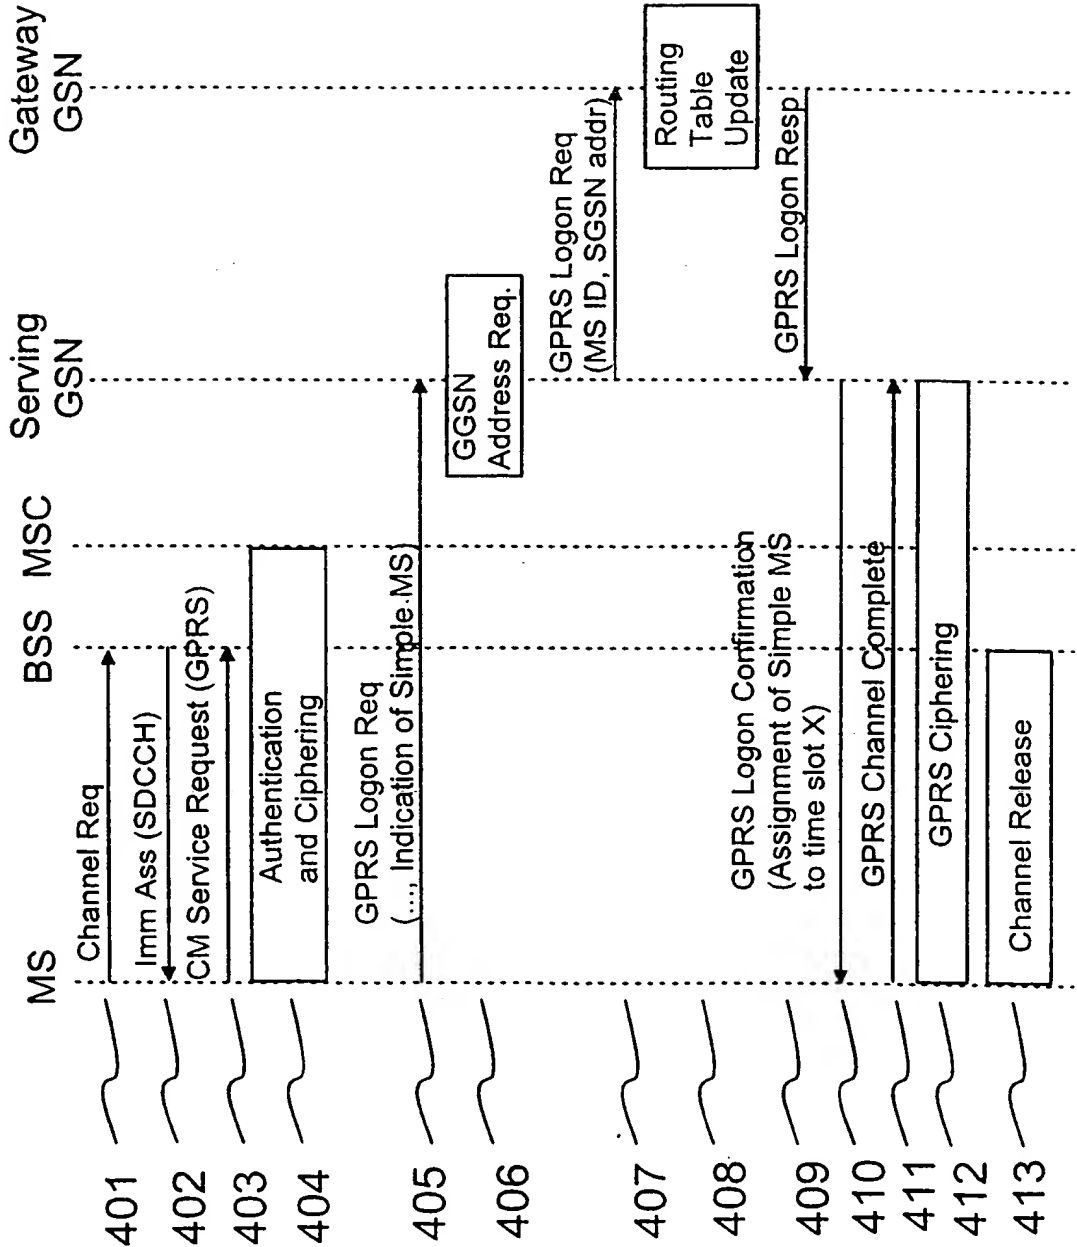 MS
BSS
MSC
Serving
GSN
Gateway
GSN
401
Channel Req
402
Imm Ass (SDCCH)
403
CM Service Request (GPRS)
404
Authentication
and Ciphering
405
GPRS Logon Req
(..., Indication of Simple MS)
406
GGSN
Address Req.
407
GPRS Logon Req
(MS ID, SGSN addr)
408
Routing
Table
Update
409
GPRS Logon Resp
410
GPRS Logon Confirmation
(Assignment of Simple MS
to time slot X)
411
GPRS Channel Complete
412
GPRS Ciphering
413
Channel Release